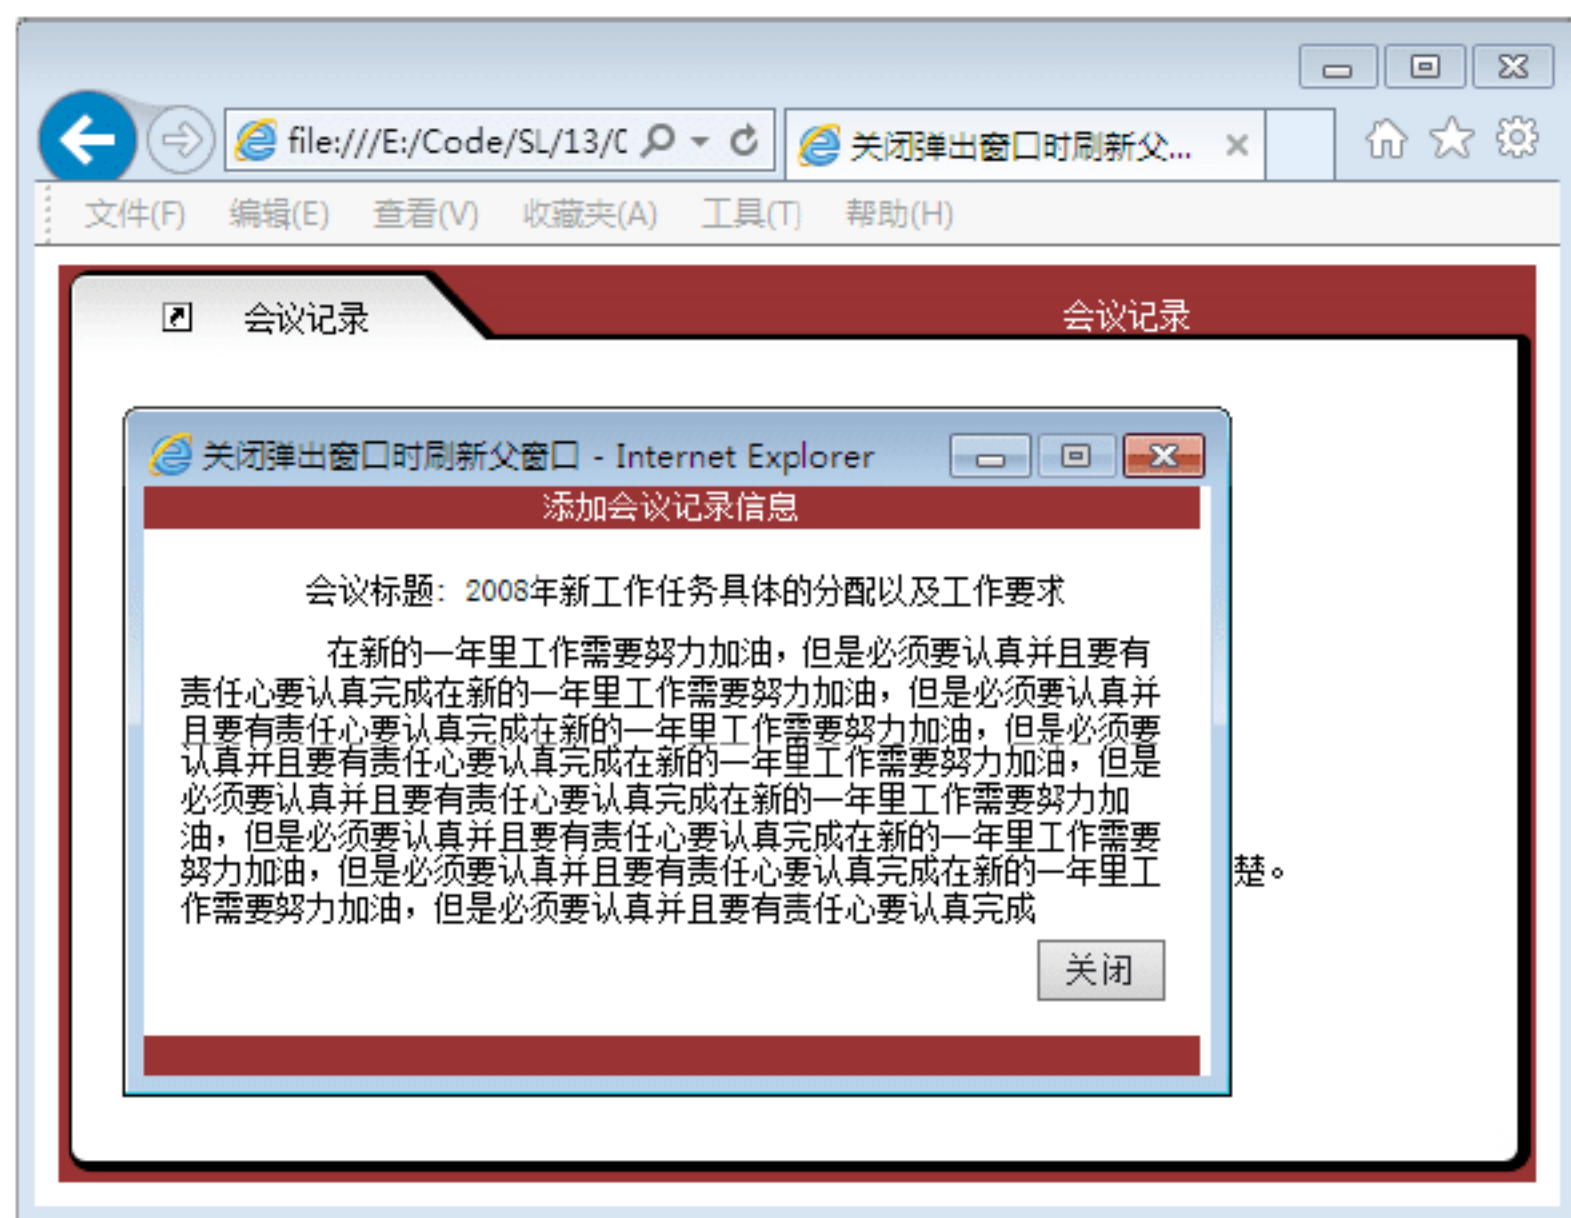 file:///E:/Code/SL/13/0
关闭弹出窗口时刷新父...
文件(F) 编辑(E) 查看(V) 收藏夹(A) 工具(T) 帮助(H)
会议记录
会议记录
关闭弹出窗口时刷新父窗口 - Internet Explorer
添加会议记录信息
会议标题：2008年新工作任务具体的分配以及工作要求
在新的一年里工作需要努力加油，但是必须要认真并且要有
责任心要认真完成在新的一年里工作需要努力加油，但是必须要认真并
且要有责任心要认真完成在新的一年里工作需要努力加油，但是必须要
认真并且要有责任心要认真完成在新的一年里工作需要努力加油，但是
必须要认真并且要有责任心要认真完成在新的一年里工作需要努力加
油，但是必须要认真并且要有责任心要认真完成在新的一年里工作需要
努力加油，但是必须要认真并且要有责任心要认真完成在新的一年里工
作需要努力加油，但是必须要认真并且要有责任心要认真完成
楚。
关闭